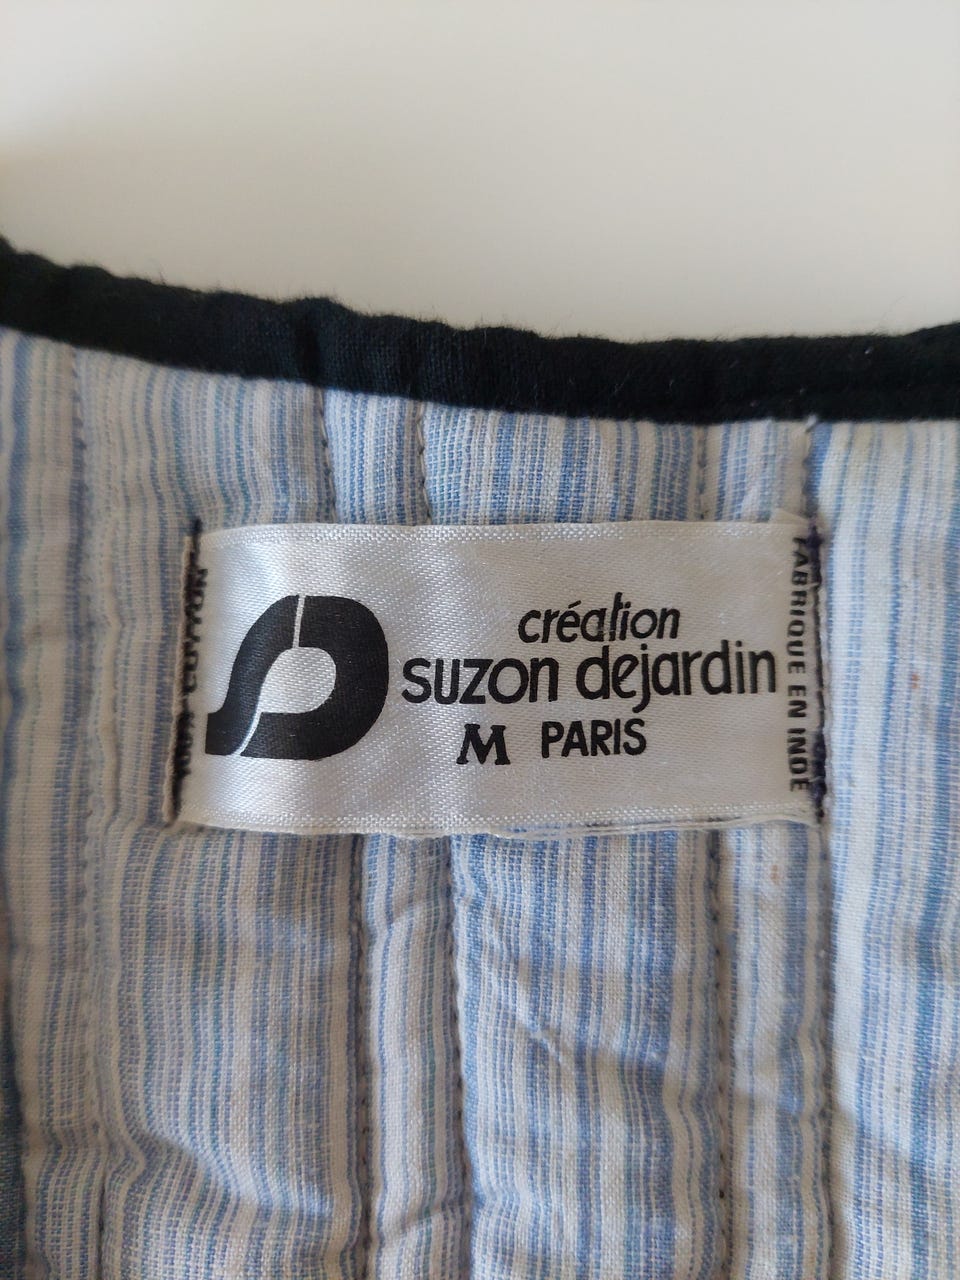 création
suzon dejardin
M PARIS
FABRIQUE EN INDE